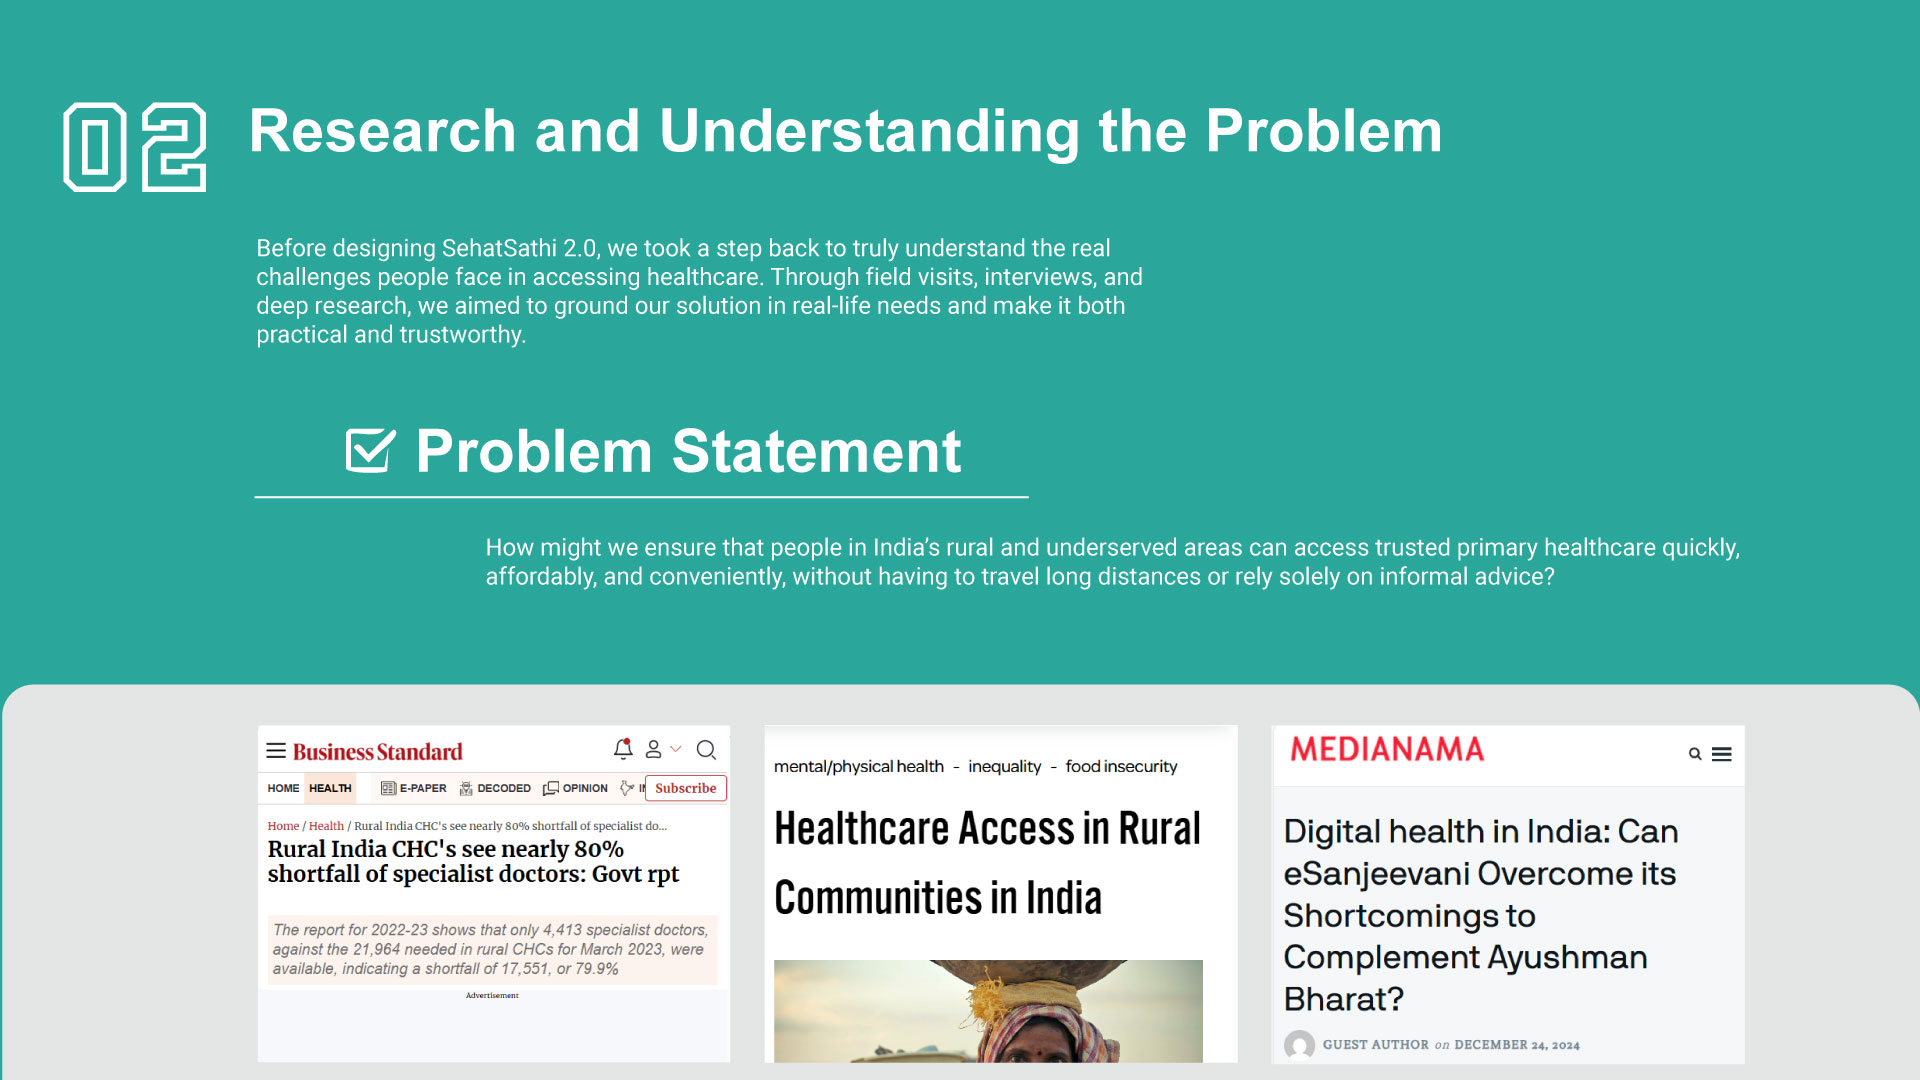 02
Research and Understanding the Problem
Before designing SehatSathi 2.0, we took a step back to truly understand the real
challenges people face in accessing healthcare. Through field visits, interviews, and
deep research, we aimed to ground our solution in real-life needs and make it both
practical and trustworthy.
Problem Statement
How might we ensure that people in India’s rural and underserved areas can access trusted primary healthcare quickly,
affordably, and conveniently, without having to travel long distances or rely solely on informal advice?
Business Standard
HOME HEALTH E-PAPER DECODED OPINION Subscribe
Home / Health / Rural India CHC's see nearly 80% shortfall of specialist do...
Rural India CHC's see nearly 80%
shortfall of specialist doctors: Govt rpt
The report for 2022-23 shows that only 4,413 specialist doctors,
against the 21,964 needed in rural CHCs for March 2023, were
available, indicating a shortfall of 17,551, or 79.9%
Advertisement
mental/physical health - inequality - food insecurity
Healthcare Access in Rural
Communities in India
MEDIANAMA
Digital health in India: Can
eSanjeevani Overcome its
Shortcomings to
Complement Ayushman
Bharat?
GUEST AUTHOR on DECEMBER 24, 2024